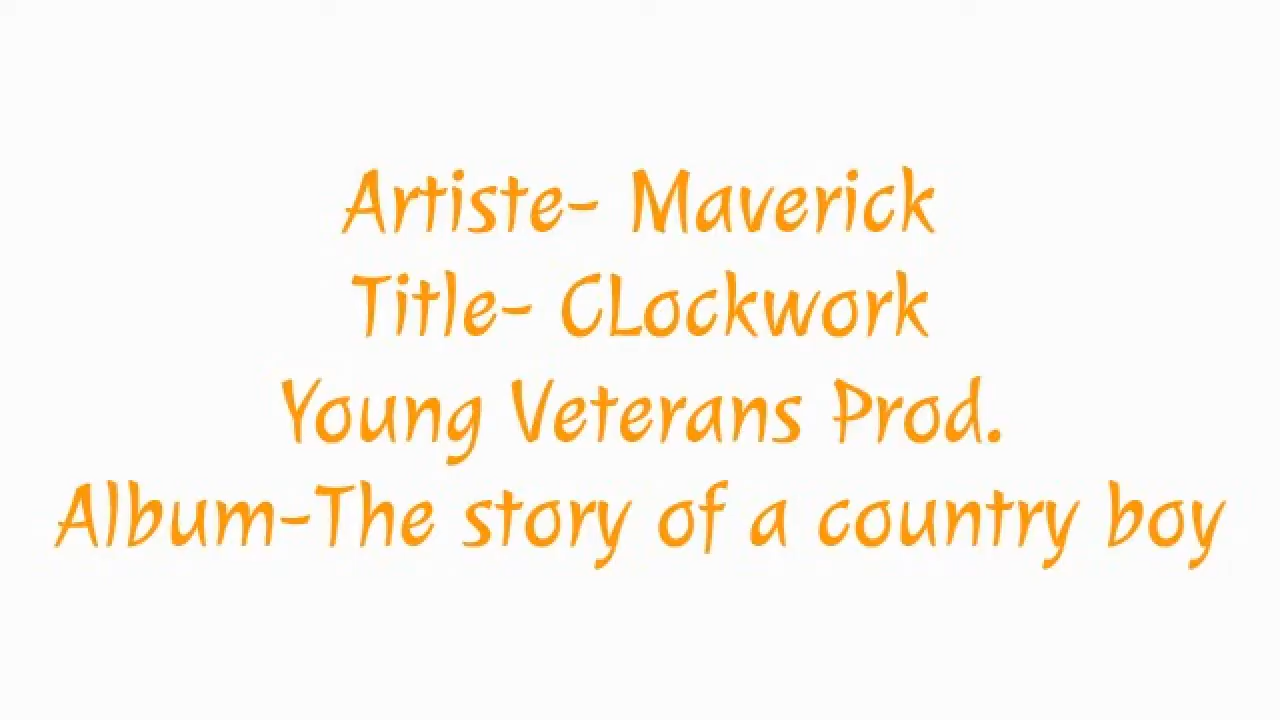 Artiste- Maverick
Title- CLockwork
Young Veterans Prod.
Album-The story of a country boy